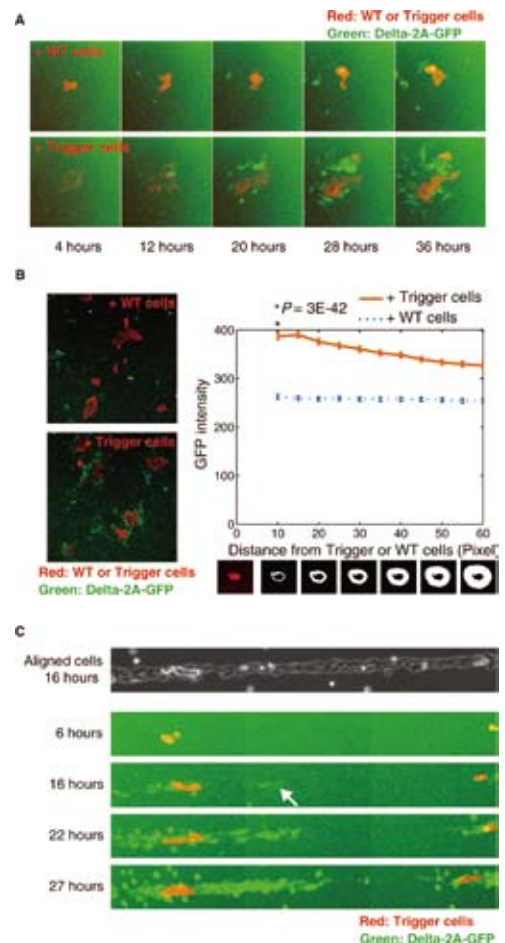 A
Red: WT or Trigger cells
Green: Delta-2A-GFP
+ WT cells
+ Trigger cells
4 hours 12 hours 20 hours 28 hours 36 hours
B
+ WT cells
+ Trigger cells
Red: WT or Trigger cells
Green: Delta-2A-GFP
* P = 3E-42
+ Trigger cells
+ WT cells
GFP intensity
400
300
200
100
0
0 10 20 30 40 50 60
Distance from Trigger or WT cells (Pixel)
C
Aligned cells
16 hours
6 hours
16 hours
22 hours
27 hours
Red: Trigger cells
Green: Delta-2A-GFP